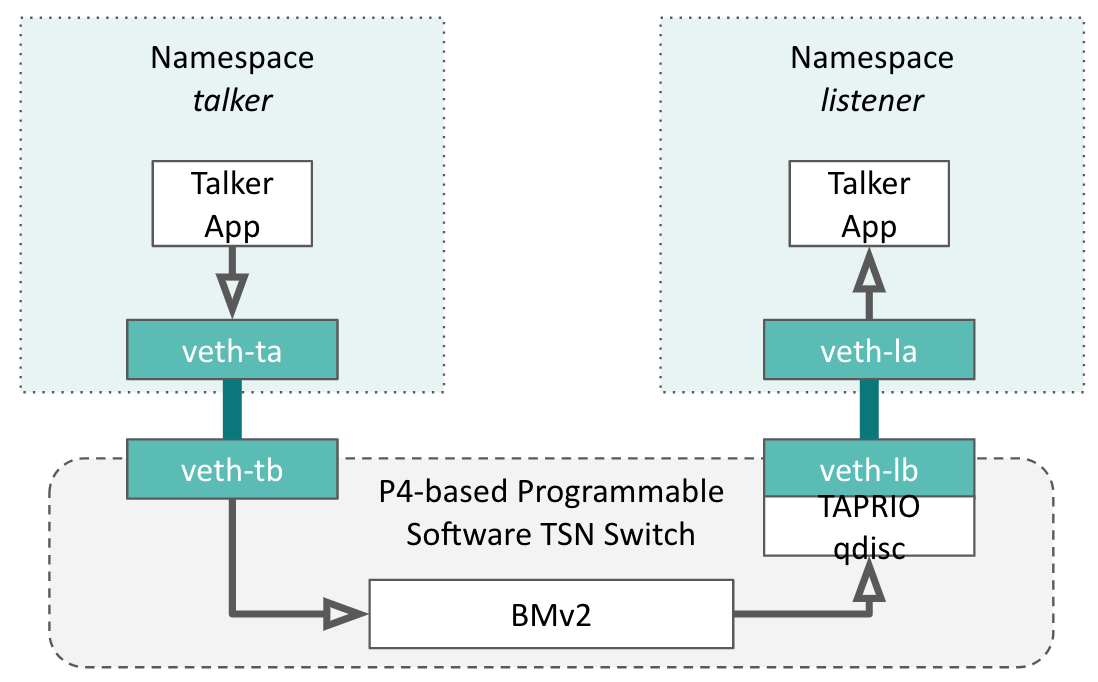 Namespace
talker
Talker
App
veth-ta
veth-tb
Namespace
listener
Talker
App
veth-la
veth-lb
TAPRIO
qdisc
P4-based Programmable
Software TSN Switch
BMv2